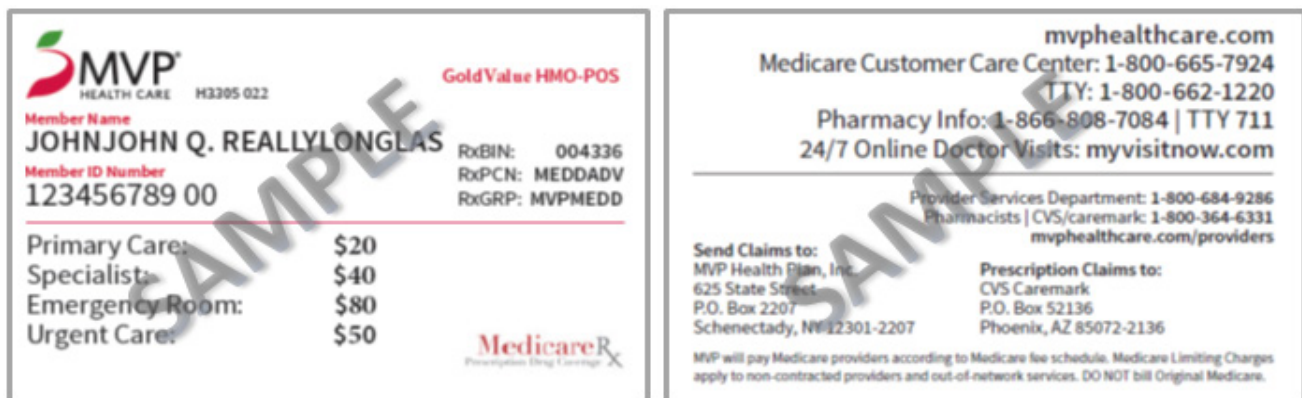 MVP
HEALTH CARE
H3305 022
GoldValue HMO-POS
Member Name
JOHNJOHN Q. REALLYLONGLAS
Member ID Number
123456789 00
RxBIN: 004336
RxPCN: MEDDADV
RxGRP: MVPMEDD
Primary Care: $20
Specialist: $40
Emergency Room: $80
Urgent Care: $50
MedicareRx
Prescription Drug Coverage
SAMPLE
mvphealthcare.com
Medicare Customer Care Center: 1-800-665-7924
TTY: 1-800-662-1220
Pharmacy Info: 1-866-808-7084 | TTY 711
24/7 Online Doctor Visits: myvisitnow.com
Provider Services Department: 1-800-684-9286
Pharmacists | CVS/caremark: 1-800-364-6331
mvphealthcare.com/providers
Send Claims to:
MVP Health Plan, Inc.
625 State Street
P.O. Box 2207
Schenectady, NY 12301-2207
Prescription Claims to:
CVS Caremark
P.O. Box 52136
Phoenix, AZ 85072-2136
MVP will pay Medicare providers according to Medicare fee schedule. Medicare Limiting Charges
apply to non-contracted providers and out-of-network services. DO NOT bill Original Medicare.
SAMPLE